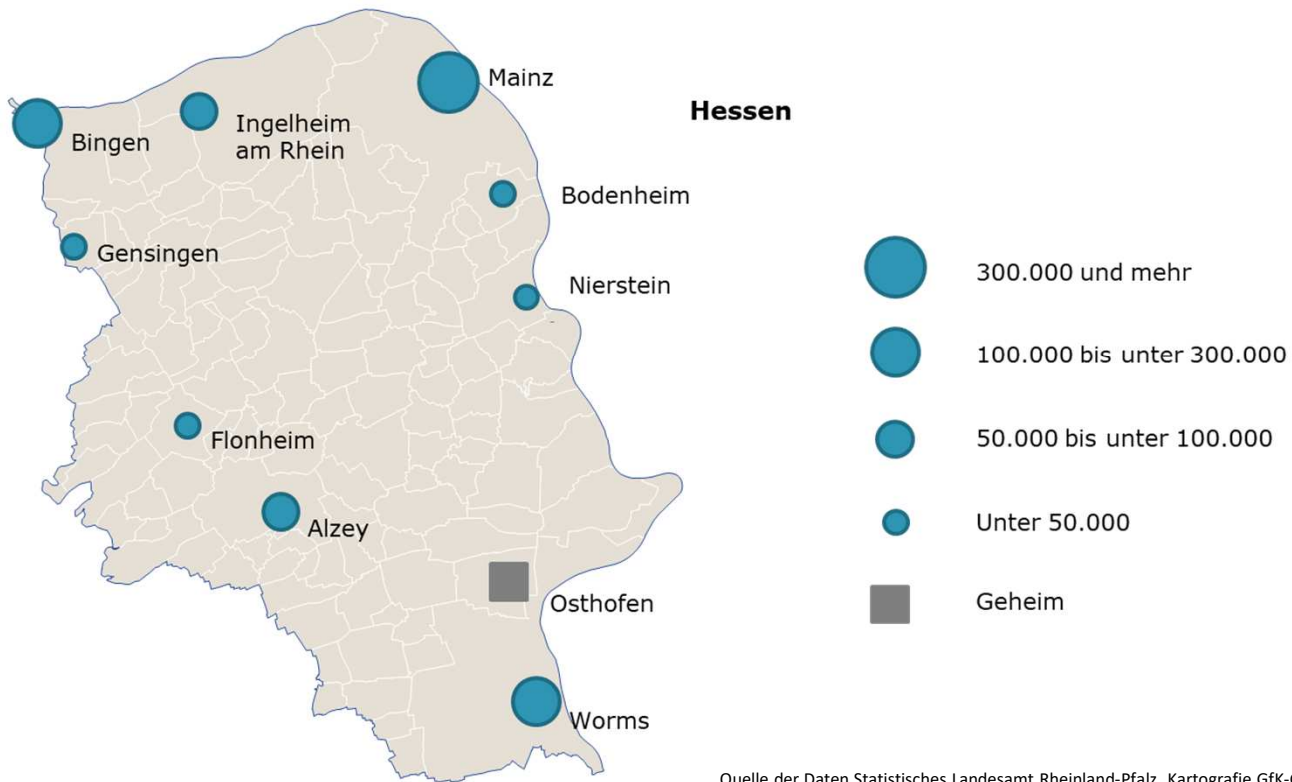 Mainz
Hessen
Ingelheim
am Rhein
Bingen
Bodenheim
Gensingen
Nierstein
Flonheim
Alzey
Osthofen
Worms
300.000 und mehr
100.000 bis unter 300.000
50.000 bis unter 100.000
Unter 50.000
Geheim
Quelle der Daten Statistisches Landesamt Rheinland-Pfalz, Kartografie